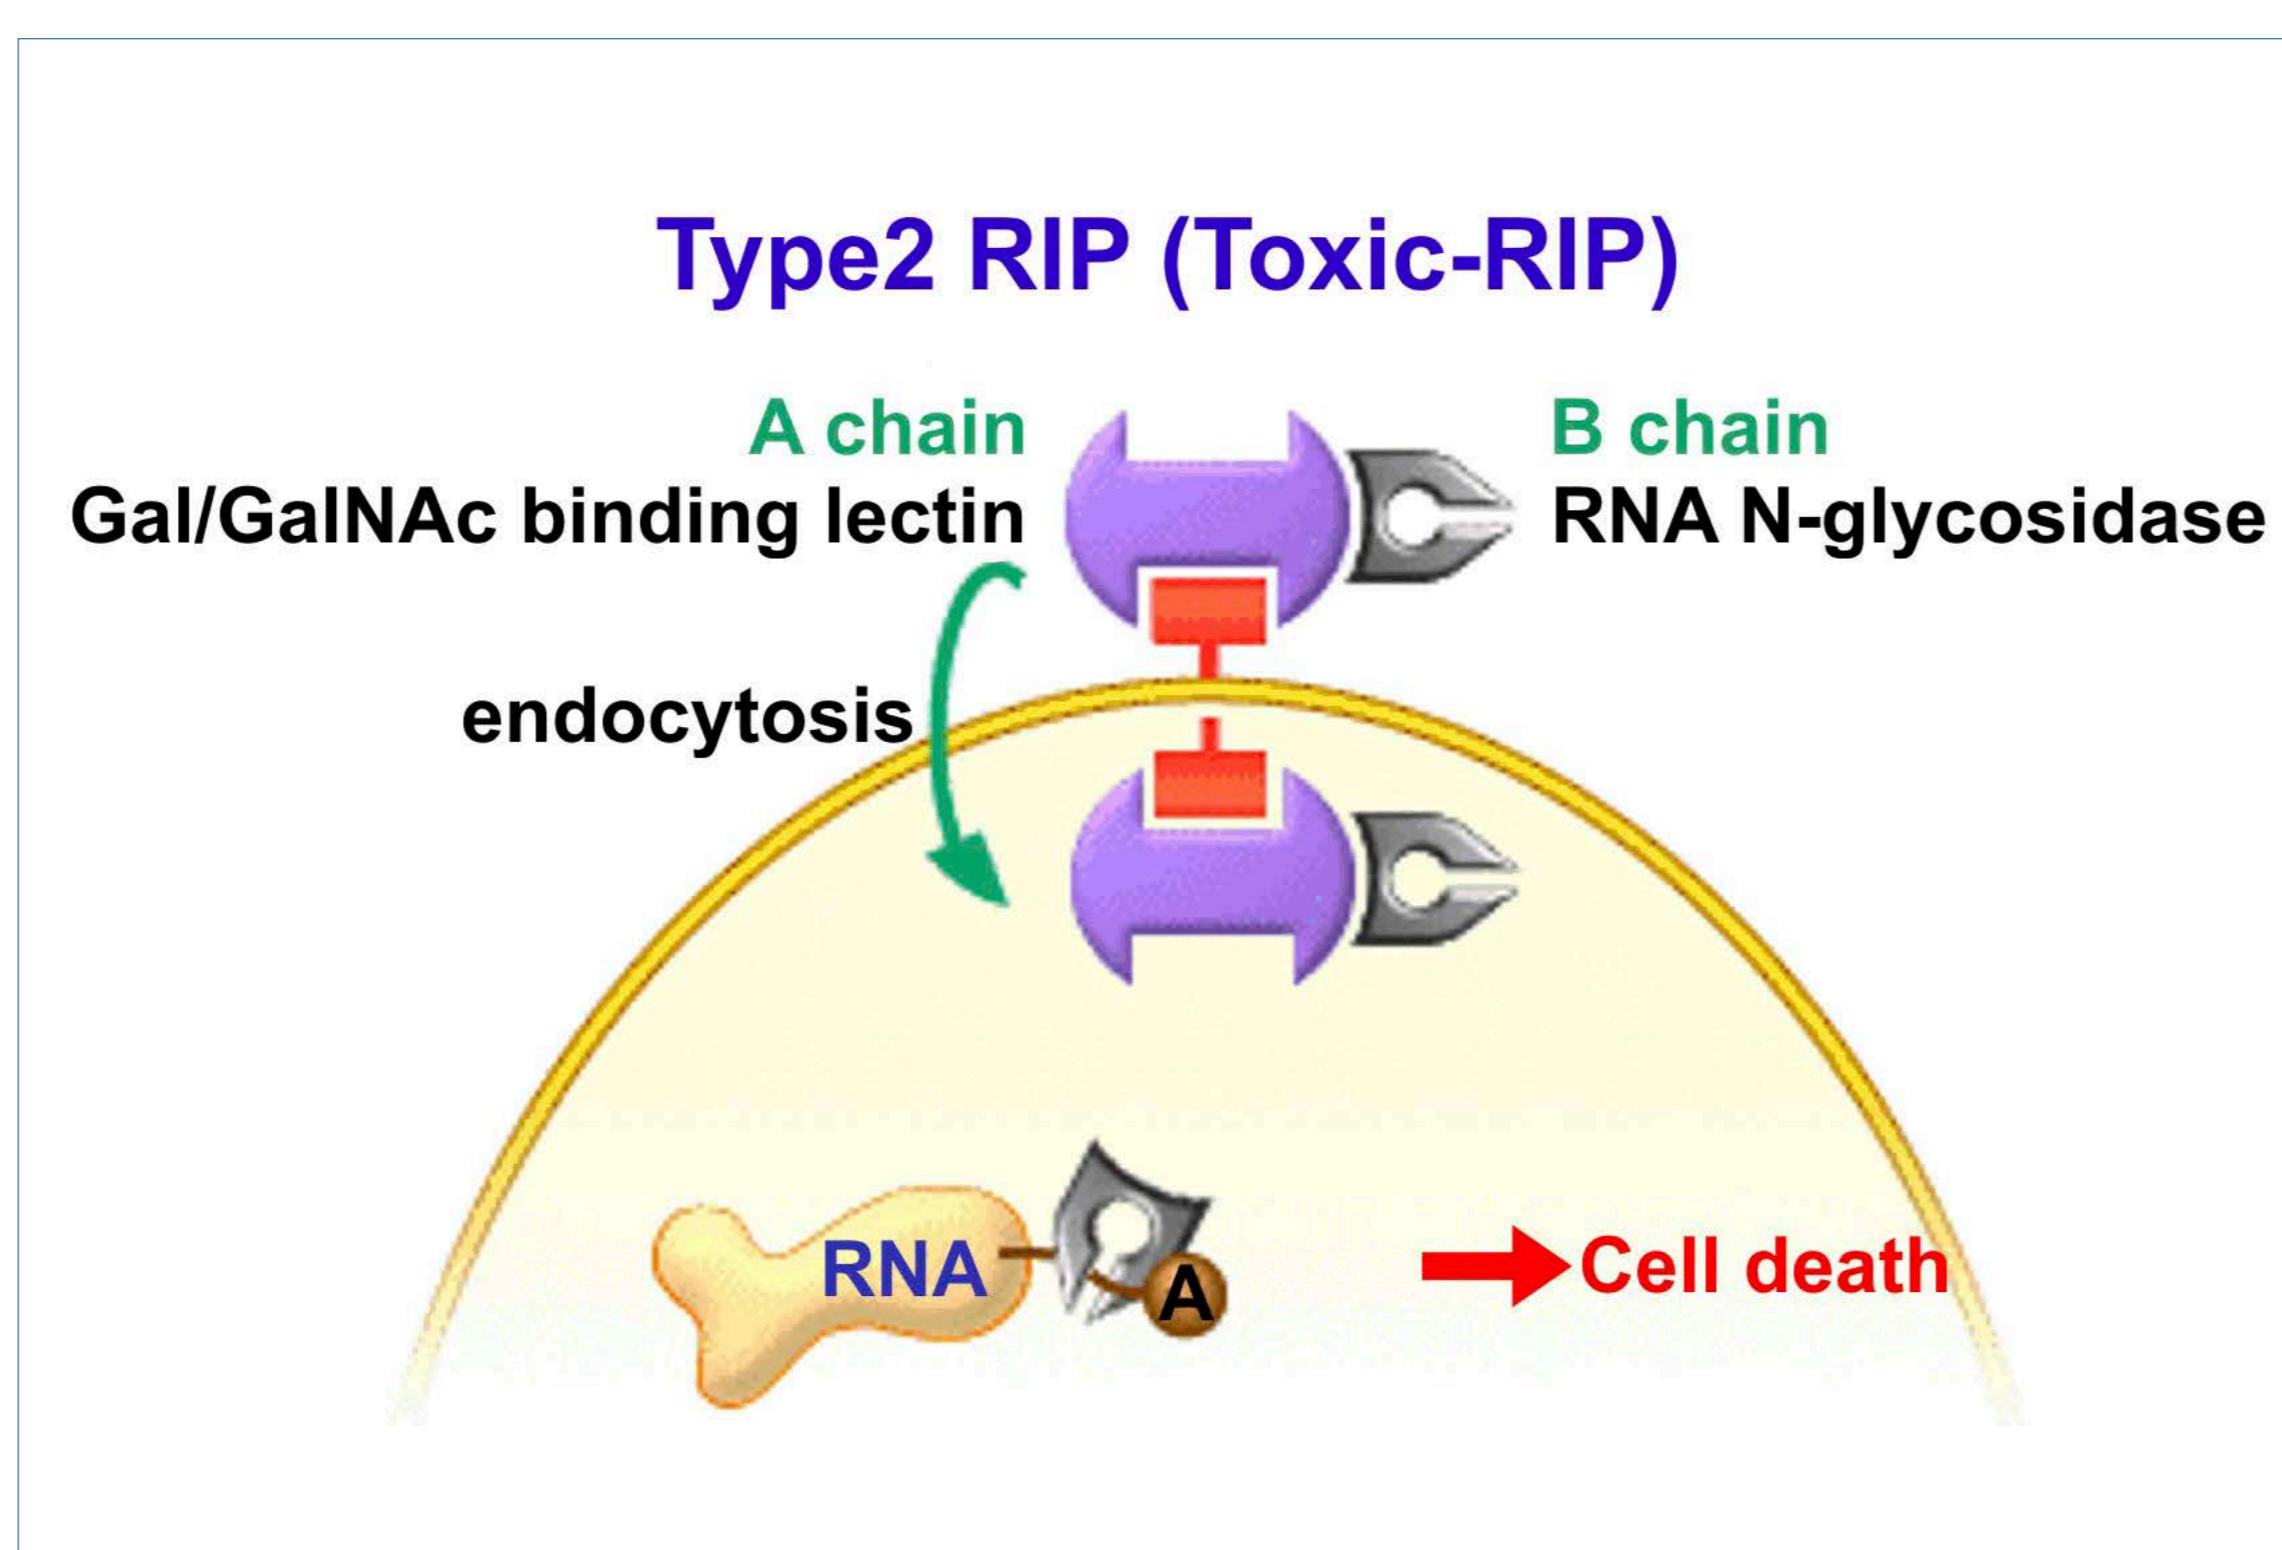 Type2 RIP (Toxic-RIP)
A chain
Gal/GalNAc binding lectin
B chain
RNA N-glycosidase
endocytosis
RNA
A
Cell death